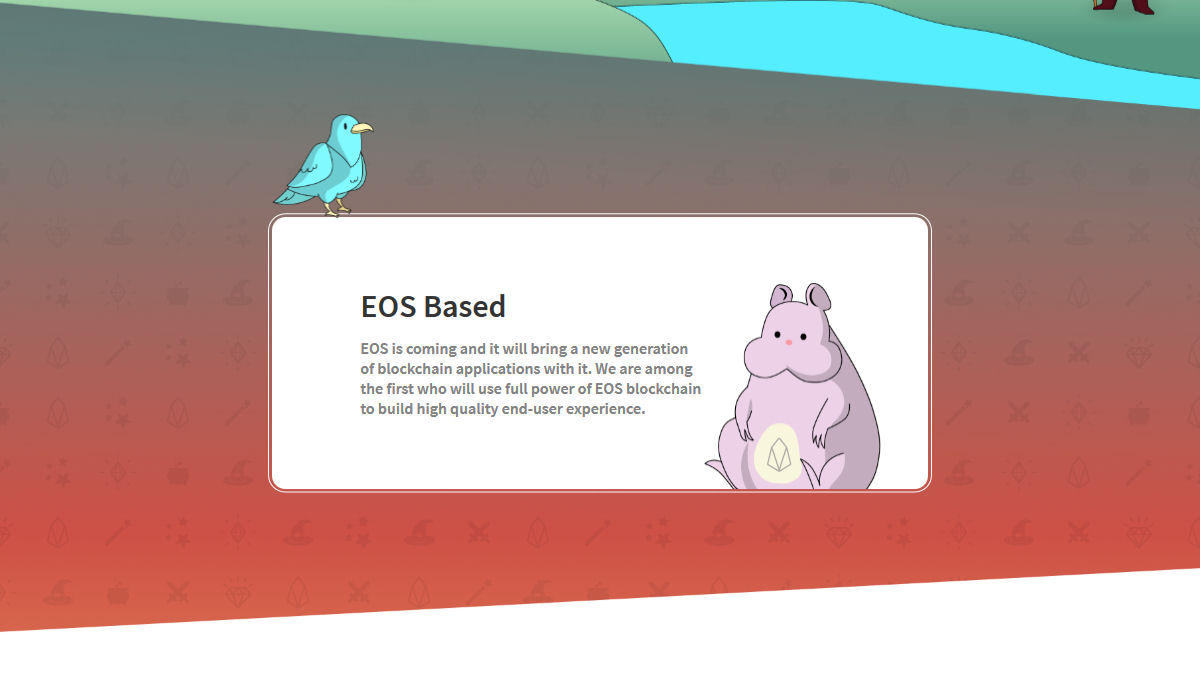 EOS Based
EOS is coming and it will bring a new generation
of blockchain applications with it. We are among
the first who will use full power of EOS blockchain
to build high quality end-user experience.